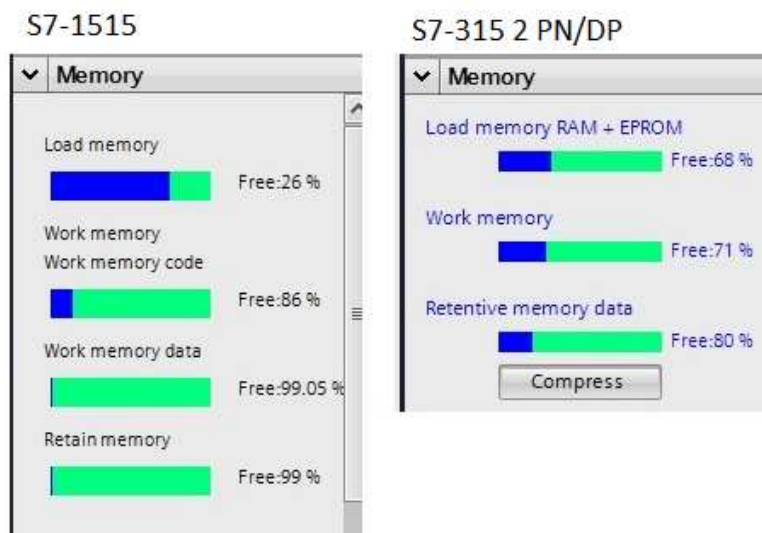 S7-1515
Memory
Load memory
Free:26 %
Work memory
Work memory code
Free:86 %
Work memory data
Free:99.05 %
Retain memory
Free:99 %
S7-315 2 PN/DP
Memory
Load memory RAM + EPROM
Free:68 %
Work memory
Free:71 %
Retentive memory data
Free:80 %
Compress